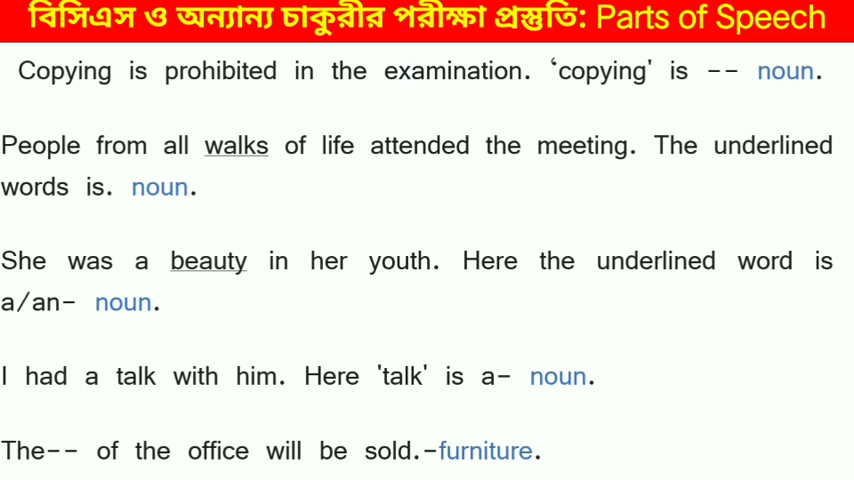 বিসিএস ও অন্যান্য চাকুরীর পরীক্ষা প্রস্তুতি: Parts of Speech
Copying is prohibited in the examination. ‘copying' is -- noun.
People from all walks of life attended the meeting. The underlined
words is. noun.
She was a beauty in her youth. Here the underlined word is
a/an- noun.
I had a talk with him. Here 'talk' is a- noun.
The-- of the office will be sold.-furniture.